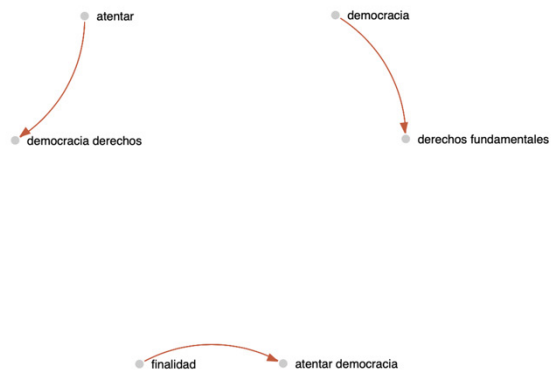 atentar
democracia
democracia derechos
derechos fundamentales
finalidad
atentar democracia